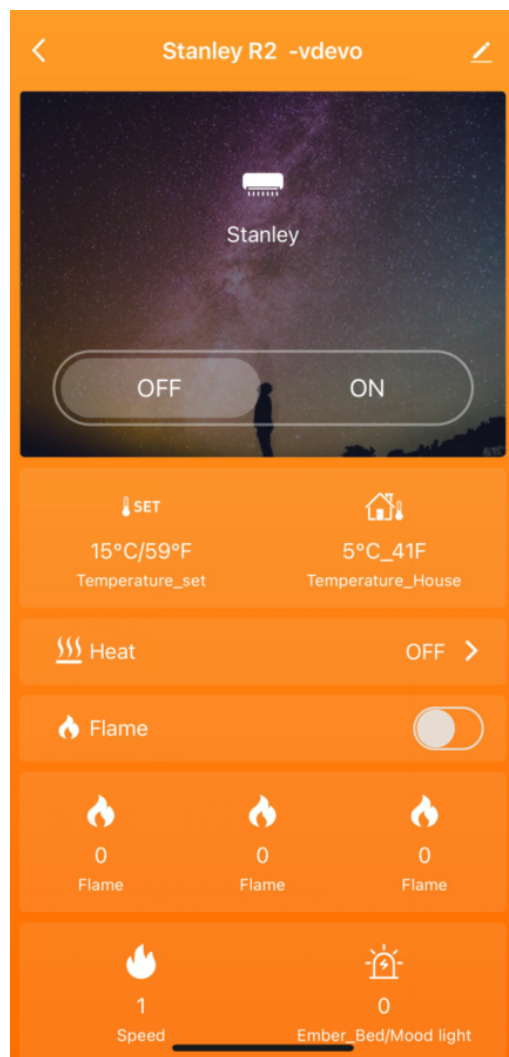 Stanley R2 -vdevo
Stanley
OFF ON
SET
15°C/59°F 5°C_41F
Temperature_set Temperature_House
Heat OFF
Flame
0 0 0
Flame Flame Flame
1 0
Speed Ember_Bed/Mood light